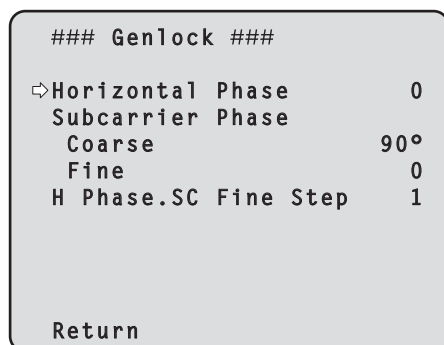 ### Genlock ###
⇨Horizontal Phase 0
Subcarrier Phase
Coarse 90°
Fine 0
H Phase.SC Fine Step 1
Return